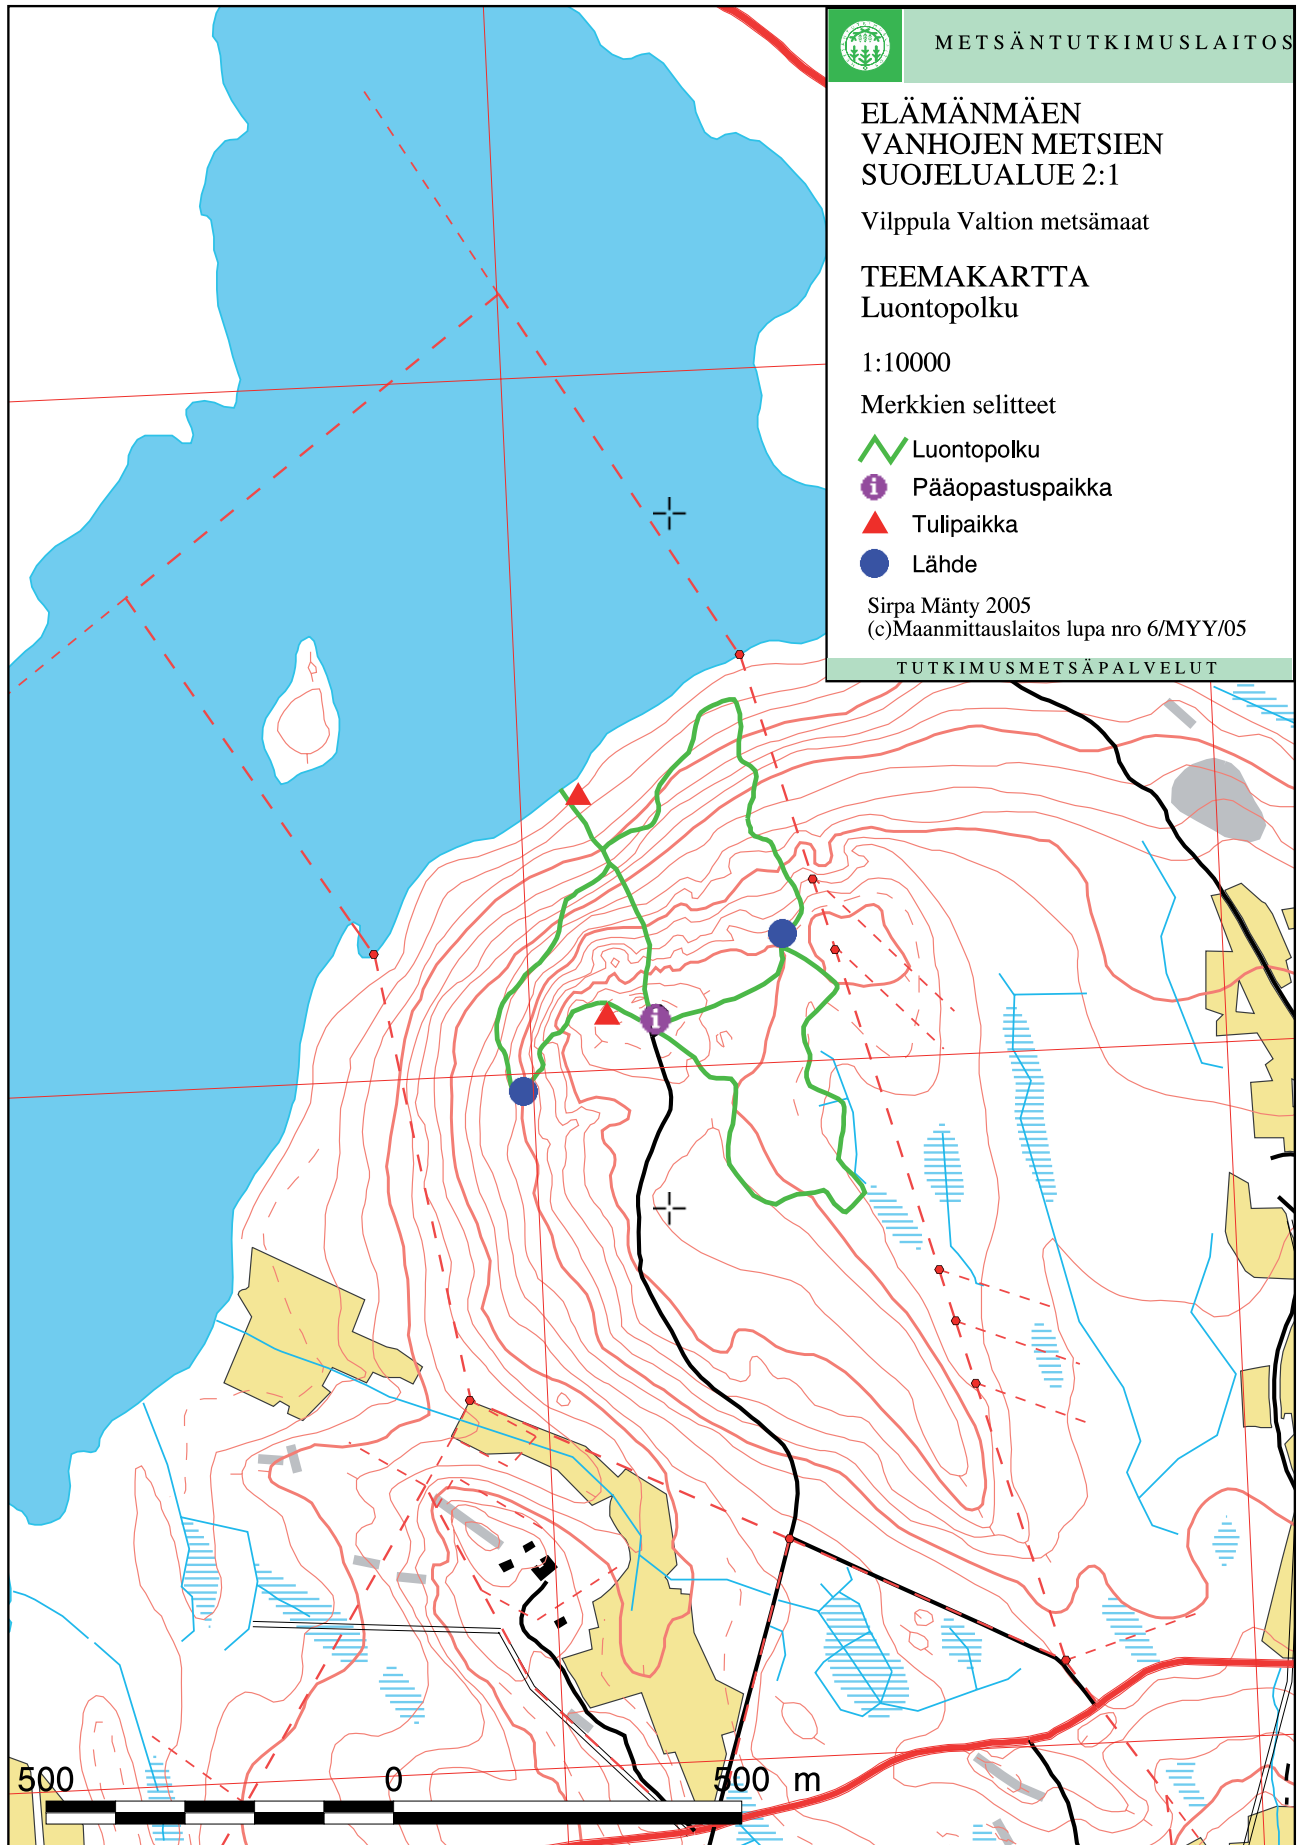 METSÄNTUTKIMUSLAITOS
ELÄMÄNMÄEN
VANHOJEN METSIEN
SUOJELUALUE 2:1
Vilppula Valtion metsämaat
TEEMAKARTTA
Luontopolku
1:10000
Merkkien selitteet
Luontopolku
i Pääopastuspaikka
Tulipaikka
Lähde
Sirpa Mänty 2005
(c)Maanmittauslaitos lupa nro 6/MYY/05
TUTKIMUSMETSÄPALVELUT
i
500 0 500 m